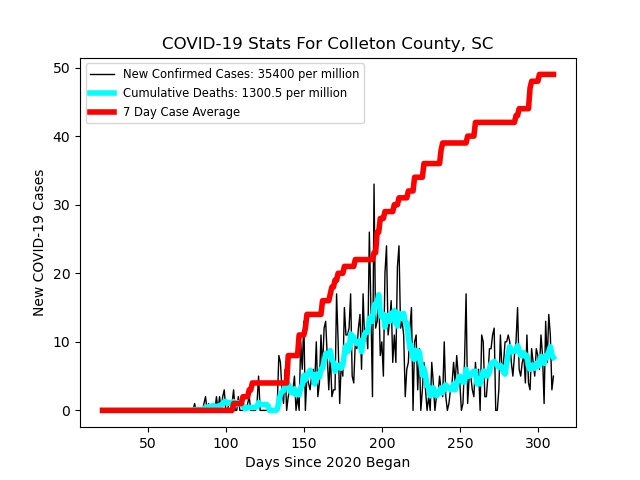 COVID-19 Stats For Colleton County, SC
New Confirmed Cases: 35400 per million
Cumulative Deaths: 1300.5 per million
7 Day Case Average
New COVID-19 Cases
50
40
30
20
10
0
50 100 150 200 250 300
Days Since 2020 Began